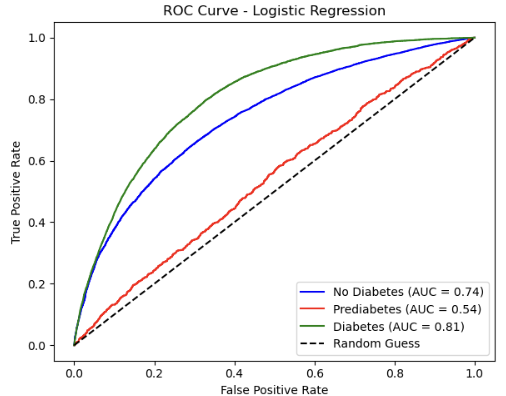 ROC Curve - Logistic Regression
True Positive Rate
1.0
0.8
0.6
0.4
0.2
0.0
No Diabetes (AUC = 0.74)
Prediabetes (AUC = 0.54)
Diabetes (AUC = 0.81)
Random Guess
0.0 0.2 0.4 0.6 0.8 1.0
False Positive Rate